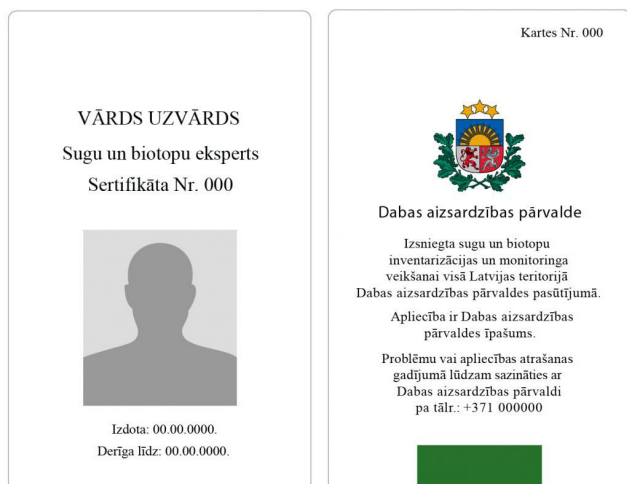 VĀRDS UZVĀRDS
Sugu un biotopu eksperts
Sertifikāta Nr. 000
Izdota: 00.00.0000.
Derīga līdz: 00.00.0000.
Kartes Nr. 000
Dabas aizsardzības pārvalde
Izsniegta sugu un biotopu
inventarizācijas un monitoringa
veikšanai visā Latvijas teritorijā
Dabas aizsardzības pārvaldes pasūtījumā.
Apliecība ir Dabas aizsardzības
pārvaldes īpašums.
Problēmu vai apliecības atrašanas
gadījumā lūdzam sazināties ar
Dabas aizsardzības pārvaldi
pa tālr.: +371 000000